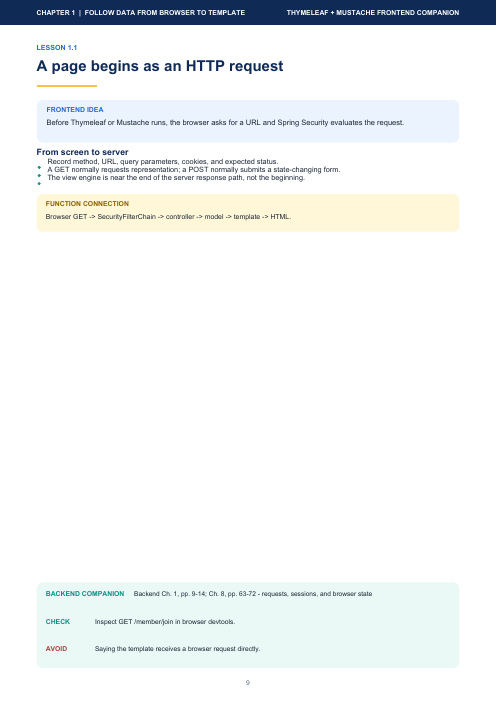 CHAPTER 1 | FOLLOW DATA FROM BROWSER TO TEMPLATE THYMELEAF + MUSTACHE FRONTEND COMPANION
LESSON 1.1
A page begins as an HTTP request
FRONTEND IDEA
Before Thymeleaf or Mustache runs, the browser asks for a URL and Spring Security evaluates the request.
From screen to server
Record method, URL, query parameters, cookies, and expected status.
A GET normally requests representation; a POST normally submits a state-changing form.
The view engine is near the end of the server response path, not the beginning.
FUNCTION CONNECTION
Browser GET -> SecurityFilterChain -> controller -> model -> template -> HTML.
BACKEND COMPANION Backend Ch. 1, pp. 9-14; Ch. 8, pp. 63-72 - requests, sessions, and browser state
CHECK Inspect GET /member/join in browser devtools.
AVOID Saying the template receives a browser request directly.
9